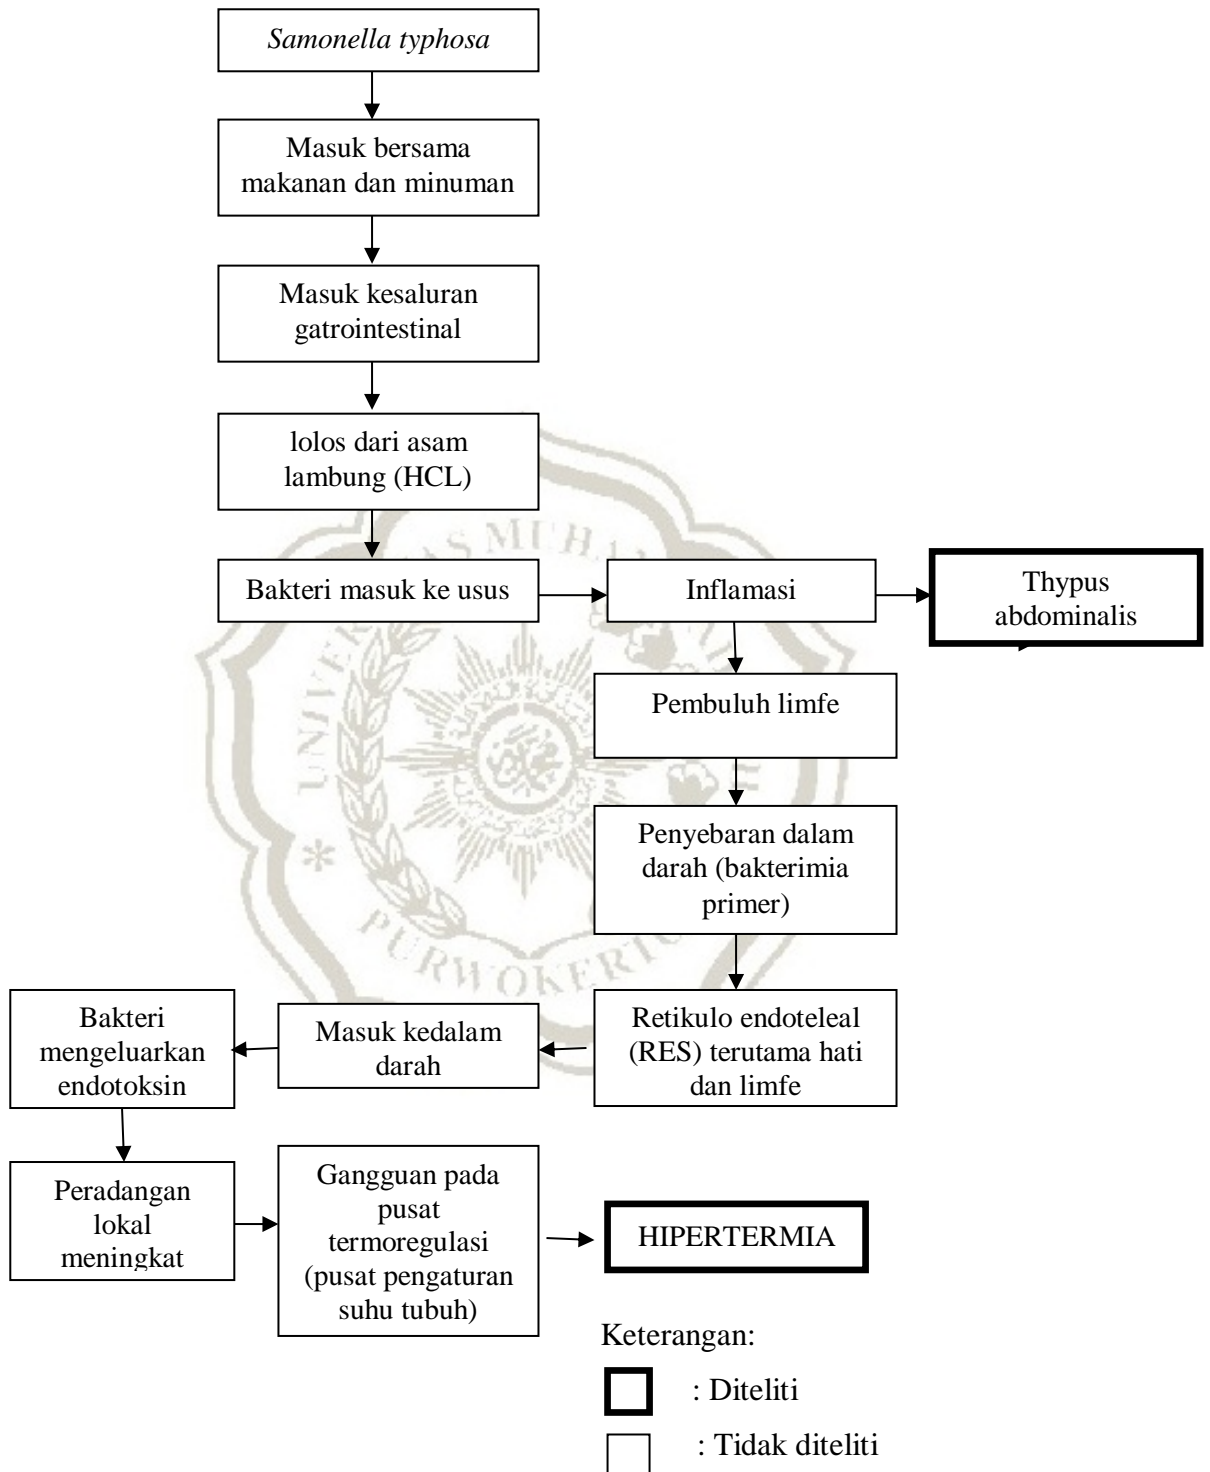 Samonella typhosa
Masuk bersama
makanan dan minuman
Masuk kesaluran
gatrointestinal
lolos dari asam
lambung (HCL)
Bakteri masuk ke usus
Inflamasi
Thypus
abdominalis
Pembuluh limfe
Penyebaran dalam
darah (bakterimia
primer)
Retikulo endoteleal
(RES) terutama hati
dan limfe
Masuk kedalam
darah
Bakteri
mengeluarkan
endotoksin
Peradangan
lokal
meningkat
Gangguan pada
pusat
termoregulasi
(pusat pengaturan
suhu tubuh)
HIPERTERMIA
Keterangan:
: Diteliti
: Tidak diteliti
PURWOKERTO